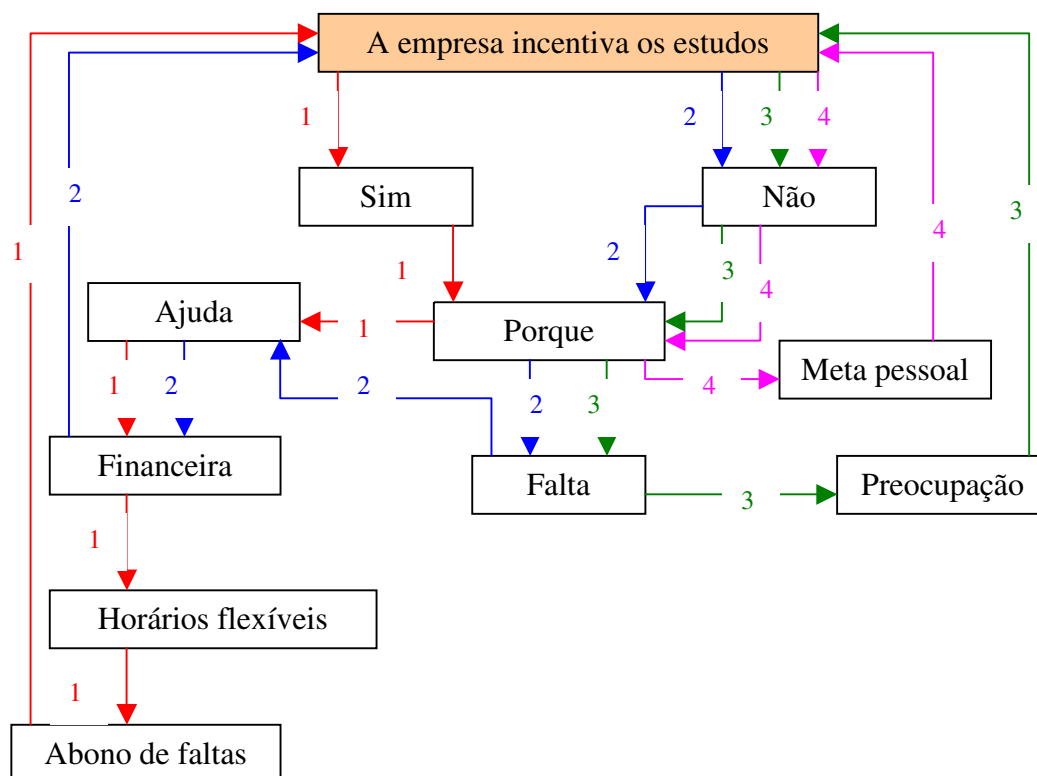 A empresa incentiva os estudos
1
2
3
4
2
Sim
Não
3
4
1
1
2
3
4
Ajuda
1
Porque
Meta pessoal
1
2
2
2
3
4
Financeira
Falta
3
Preocupação
1
Horários flexíveis
1
Abono de faltas